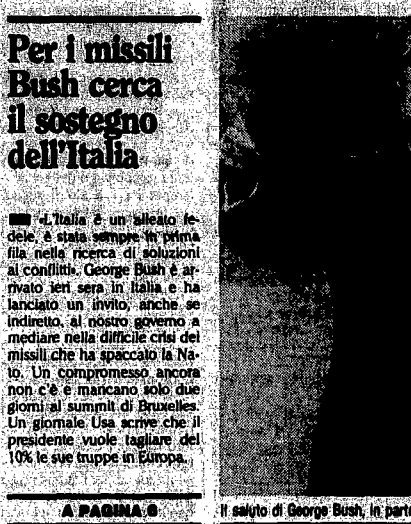 Per i missili
Bush cerca
il sostegno
dell'Italia
«L'Italia è un alleato fe-
dele, è stata sempre in prima
fila nella ricerca di soluzioni
ai conflitti». George Bush è ar-
rivato ieri sera in Italia e ha
lanciato un invito, anche se
indiretto, al nostro governo a
mediare nella difficile crisi dei
missili che ha spaccato la Na-
to. Un compromesso ancora
non c'è e mancano solo due
giorni al summit di Bruxelles.
Un giornale Usa scrive che il
presidente vuole tagliare del
10% le sue truppe in Europa.
A PAGINA 6
Il saluto di George Bush, in part